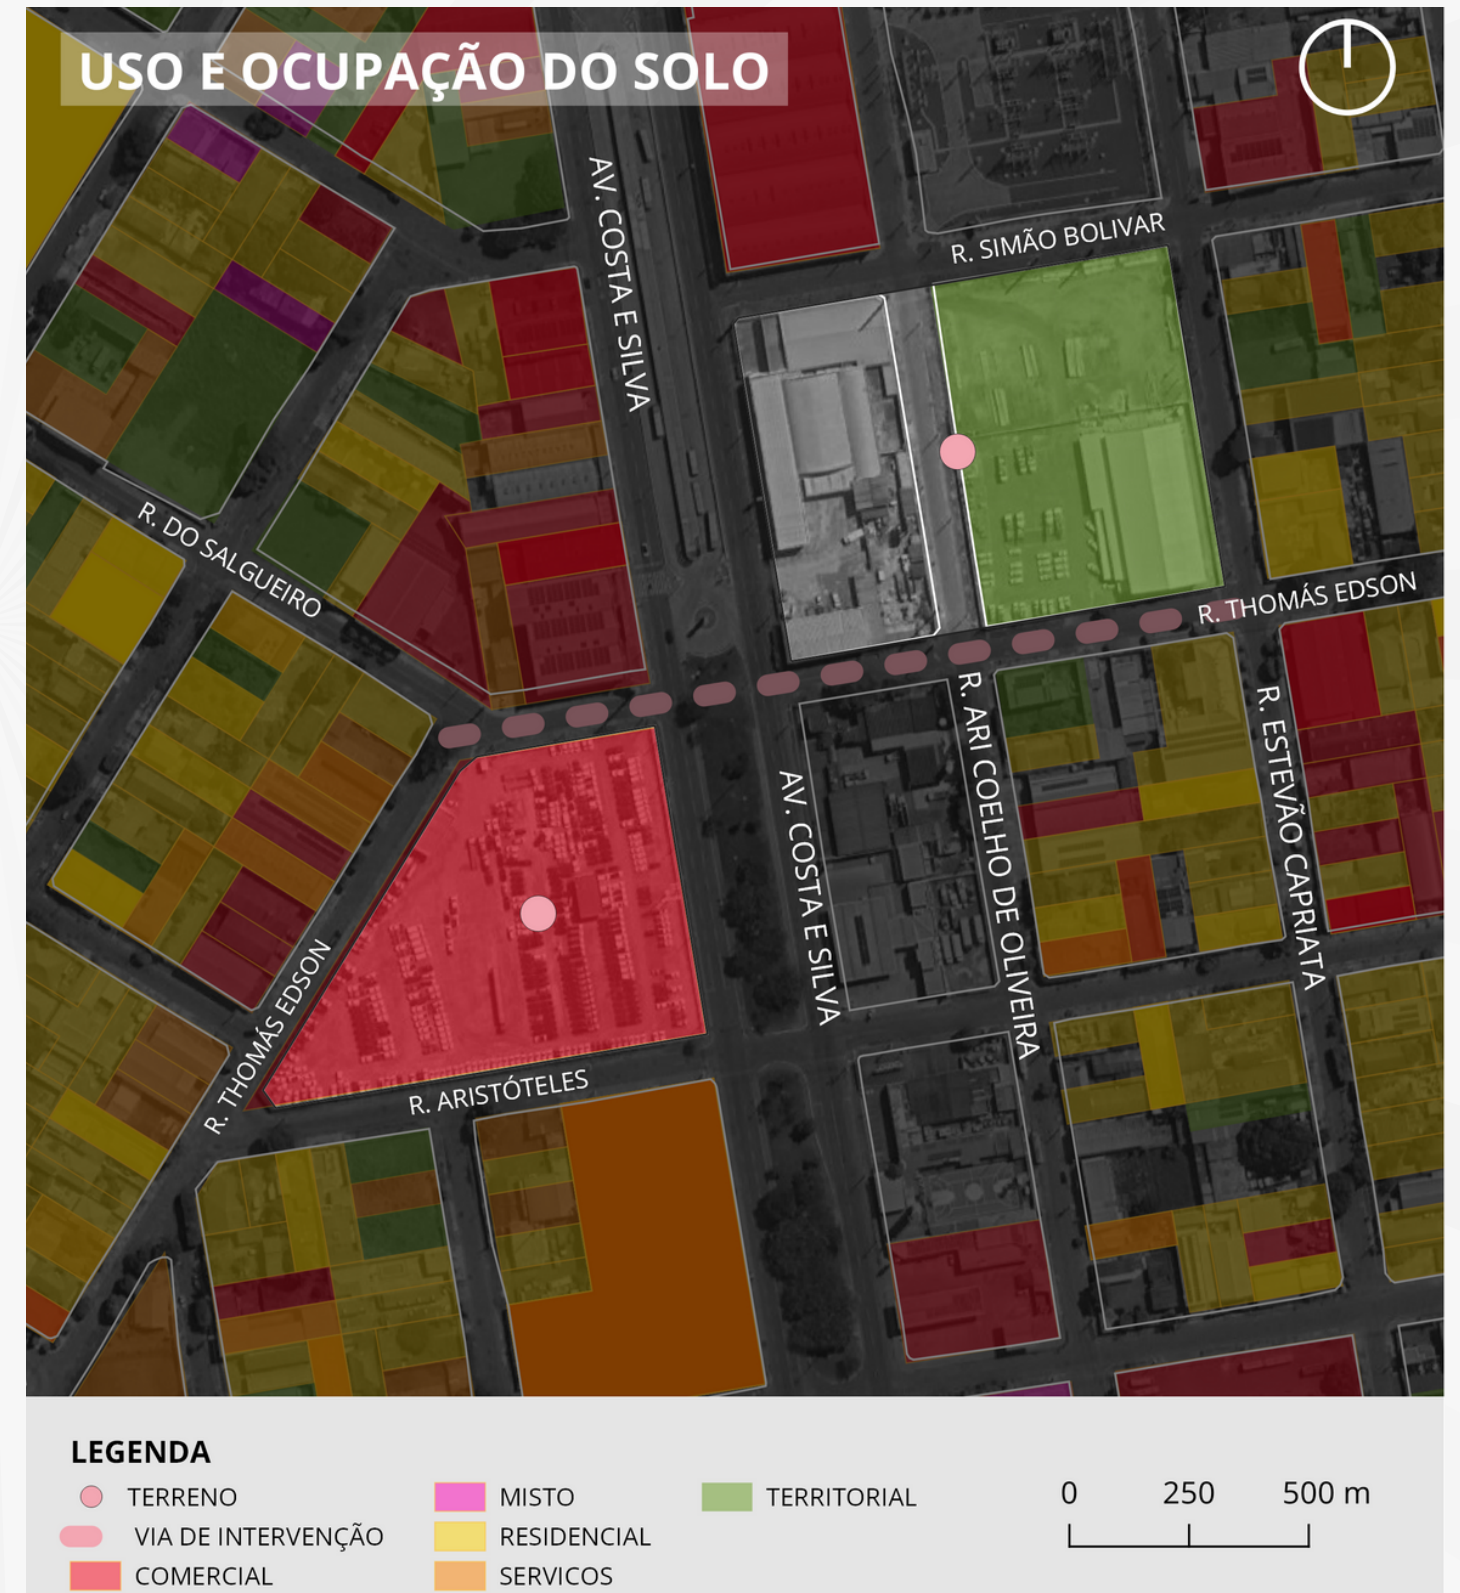 USO E OCUPAÇÃO DO SOLO
AV. COSTA E SILVA
R. SIMÃO BOLIVAR
R. DO SALGUEIRO
R. THOMÁS EDSON
R. ARI COELHO DE OLIVEIRA
R. ESTEVÃO CAPRIATA
AV. COSTA E SILVA
R. THOMÁS EDSON
R. ARISTÓTELES
LEGENDA
TERRENO
VIA DE INTERVENÇÃO
COMERCIAL
MISTO
RESIDENCIAL
SERVICOS
TERRITORIAL
0 250 500 m